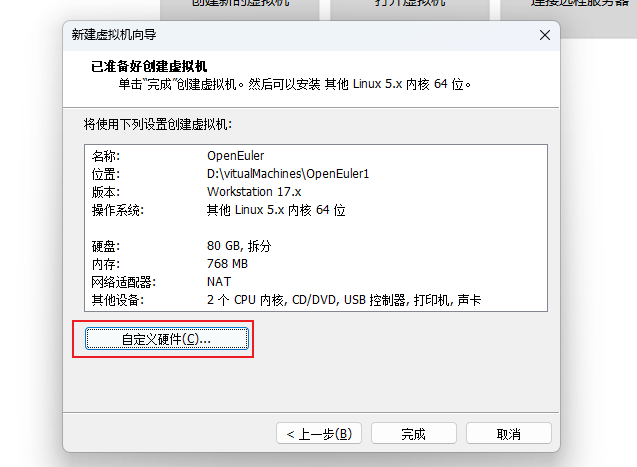 创建新的虚拟机 打开虚拟机 连接远程服务器
新建虚拟机向导
已准备好创建虚拟机
单击“完成”创建虚拟机。然后可以安装 其他 Linux 5.x 内核 64 位。
将使用下列设置创建虚拟机:
名称: OpenEuler
位置: D:\vitualMachines\OpenEuler1
版本: Workstation 17.x
操作系统: 其他 Linux 5.x 内核 64 位
硬盘: 80 GB, 拆分
内存: 768 MB
网络适配器: NAT
其他设备: 2 个 CPU 内核, CD/DVD, USB 控制器, 打印机, 声卡
自定义硬件(C)...
< 上一步(B) 完成 取消